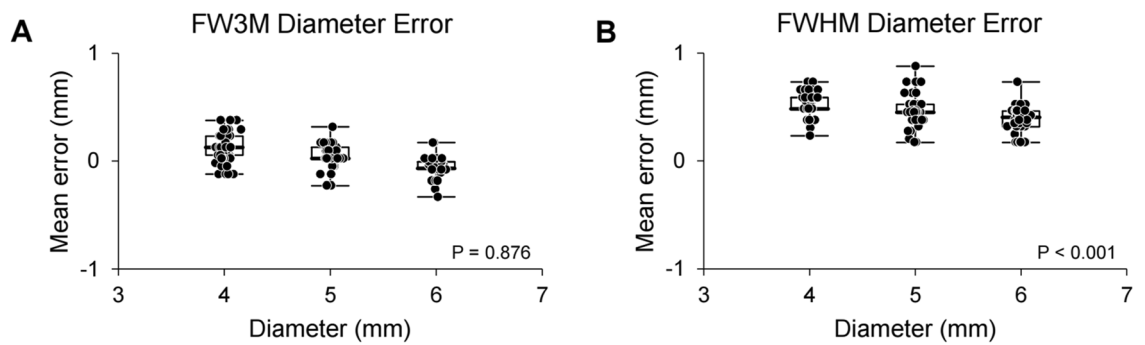 A
FW3M Diameter Error
Mean error (mm)
1
0
-1
P = 0.876
3 4 5 6 7
Diameter (mm)
B
FWHM Diameter Error
Mean error (mm)
1
0
-1
P < 0.001
3 4 5 6 7
Diameter (mm)